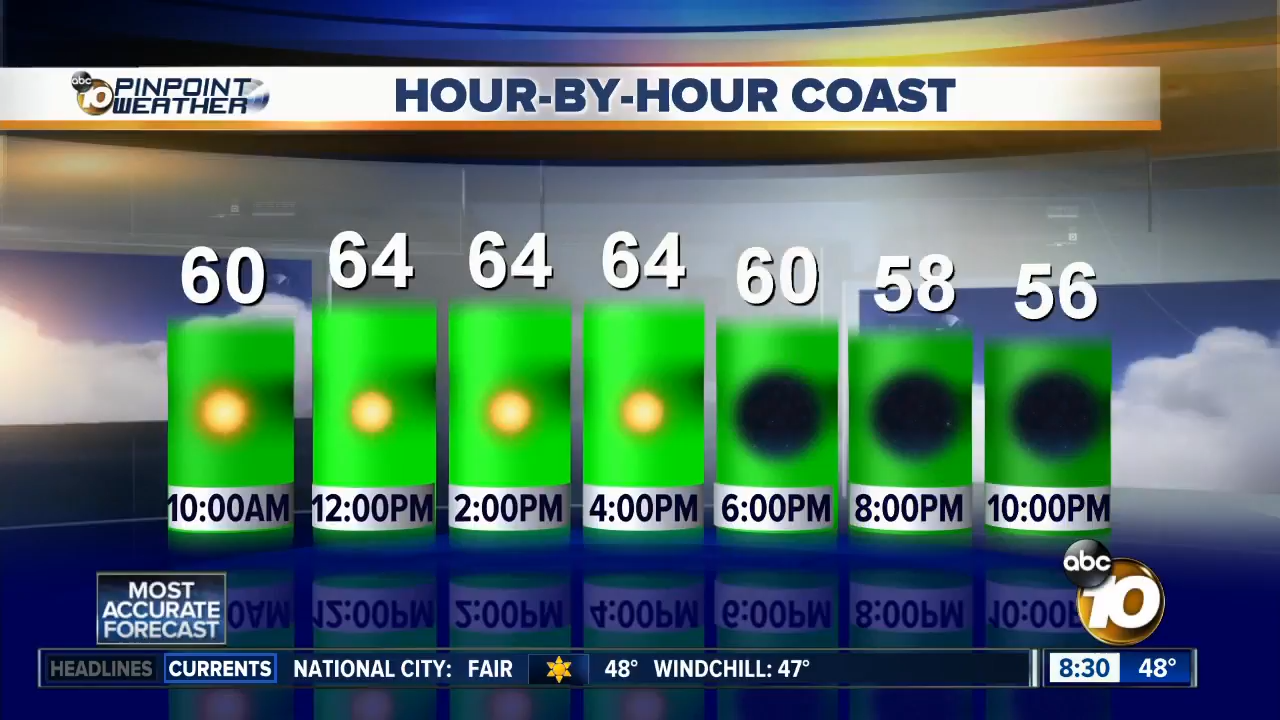 abc 10 PINPOINT WEATHER
HOUR-BY-HOUR COAST
60 64 64 64 60 58 56
10:00AM 12:00PM 2:00PM 4:00PM 6:00PM 8:00PM 10:00PM
MOST
ACCURATE
FORECAST
abc
10
HEADLINES CURRENTS NATIONAL CITY: FAIR 48° WINDCHILL: 47° 8:30 48°